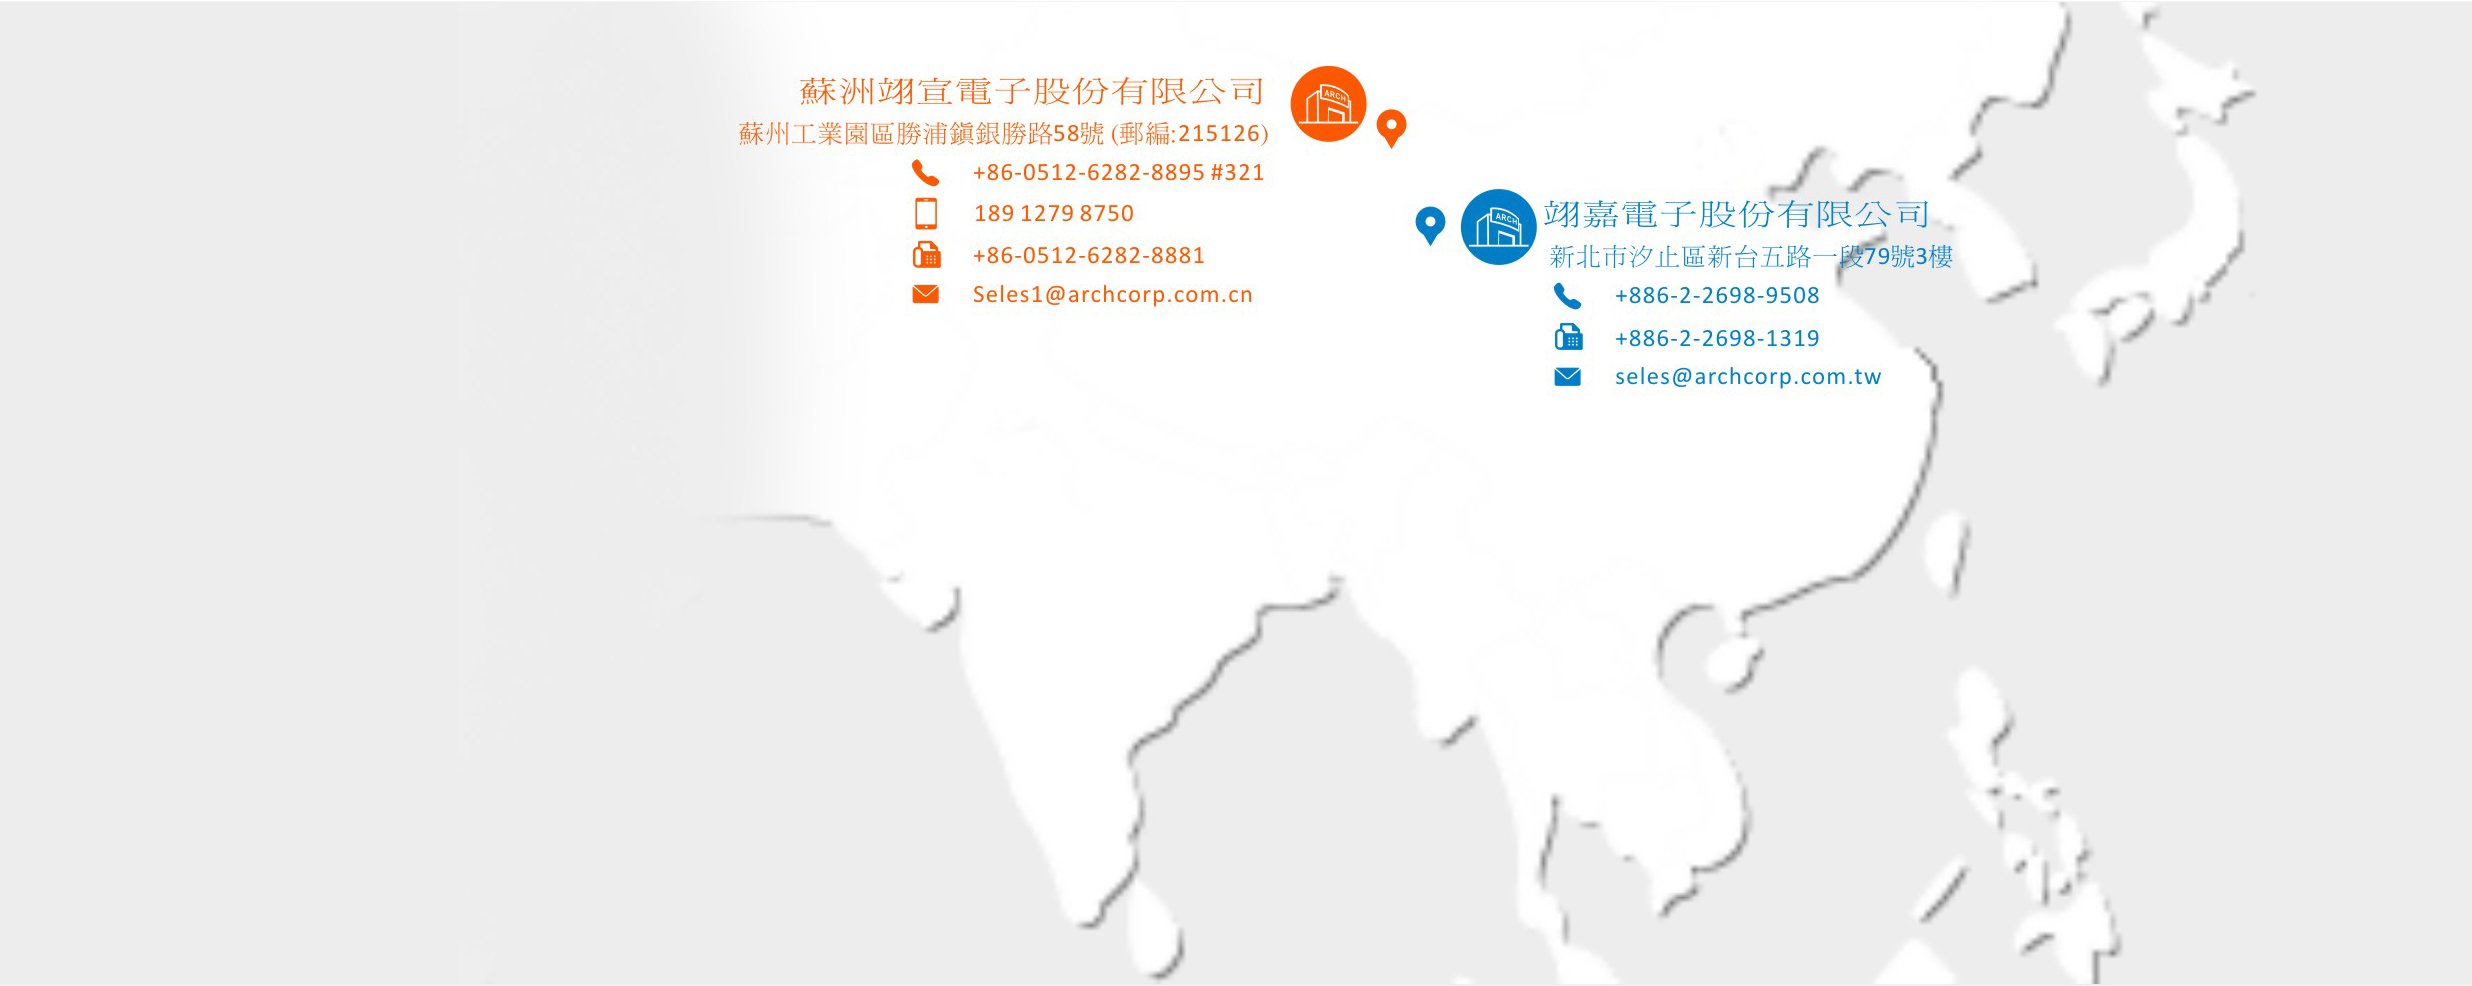 蘇洲翊宣電子股份有限公司
ARCH
蘇州工業園區勝浦鎮銀勝路58號 (郵編:215126)
+86-0512-6282-8895 #321
189 1279 8750
+86-0512-6282-8881
Seles1@archcorp.com.cn
ARCH
翊嘉電子股份有限公司
新北市汐止區新台五路一段79號3樓
+886-2-2698-9508
+886-2-2698-1319
seles@archcorp.com.tw